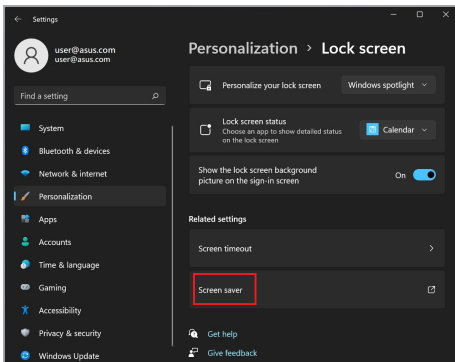 Settings
user@asus.com
user@asus.com
Find a setting
System
Bluetooth & devices
Network & internet
Personalization
Apps
Accounts
Time & language
Gaming
Accessibility
Privacy & security
Windows Update
Personalization > Lock screen
Personalize your lock screen
Windows spotlight
Lock screen status
Choose an app to show detailed status
on the lock screen
Calendar
Show the lock screen background
picture on the sign-in screen
On
Related settings
Screen timeout
Screen saver
Get help
Give feedback